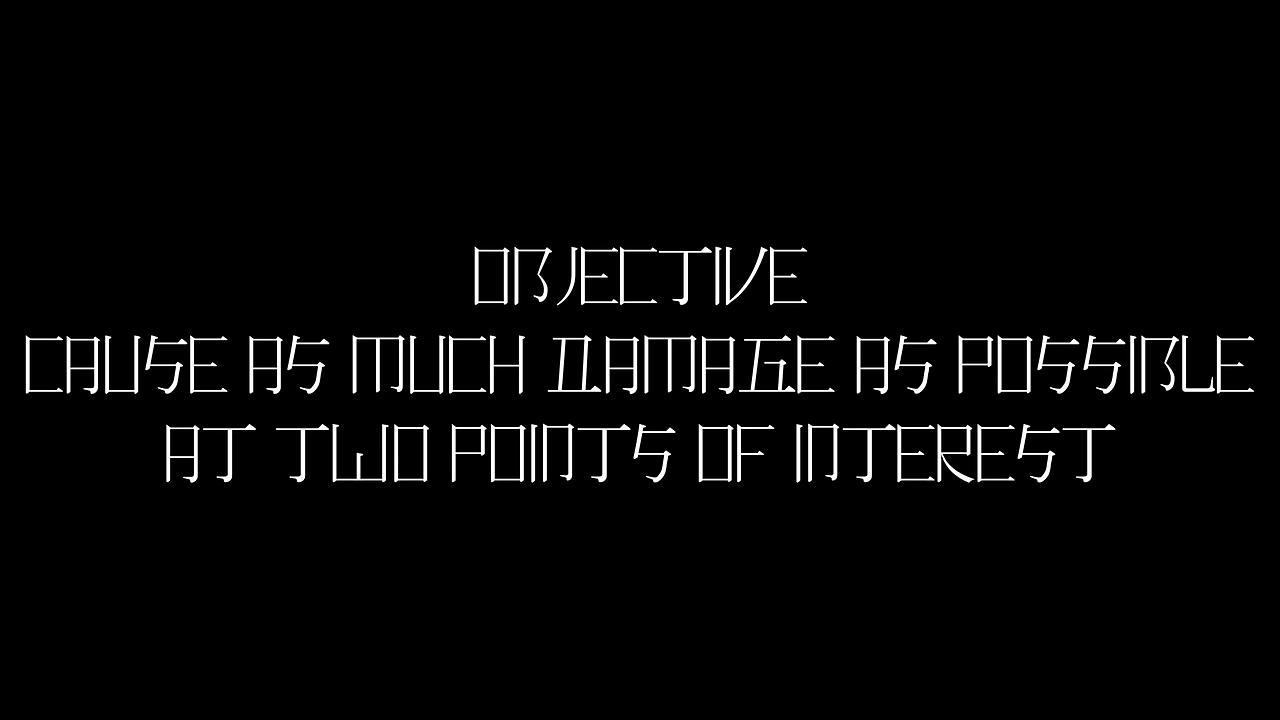 OBJECTIVE
CAUSE AS MUCH DAMAGE AS POSSIBLE
AT TWO POINTS OF INTEREST